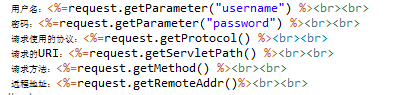 用户名：<%=request.getParameter("username") %><br><br>
密码：<%=request.getParameter("password") %><br><br>
请求使用的协议：<%=request.getProtocol() %><br><br>
请求的URI：<%=request.getServletPath() %><br><br>
请求方法：<%=request.getMethod() %><br><br>
远程地址：<%=request.getRemoteAddr()%><br><br>